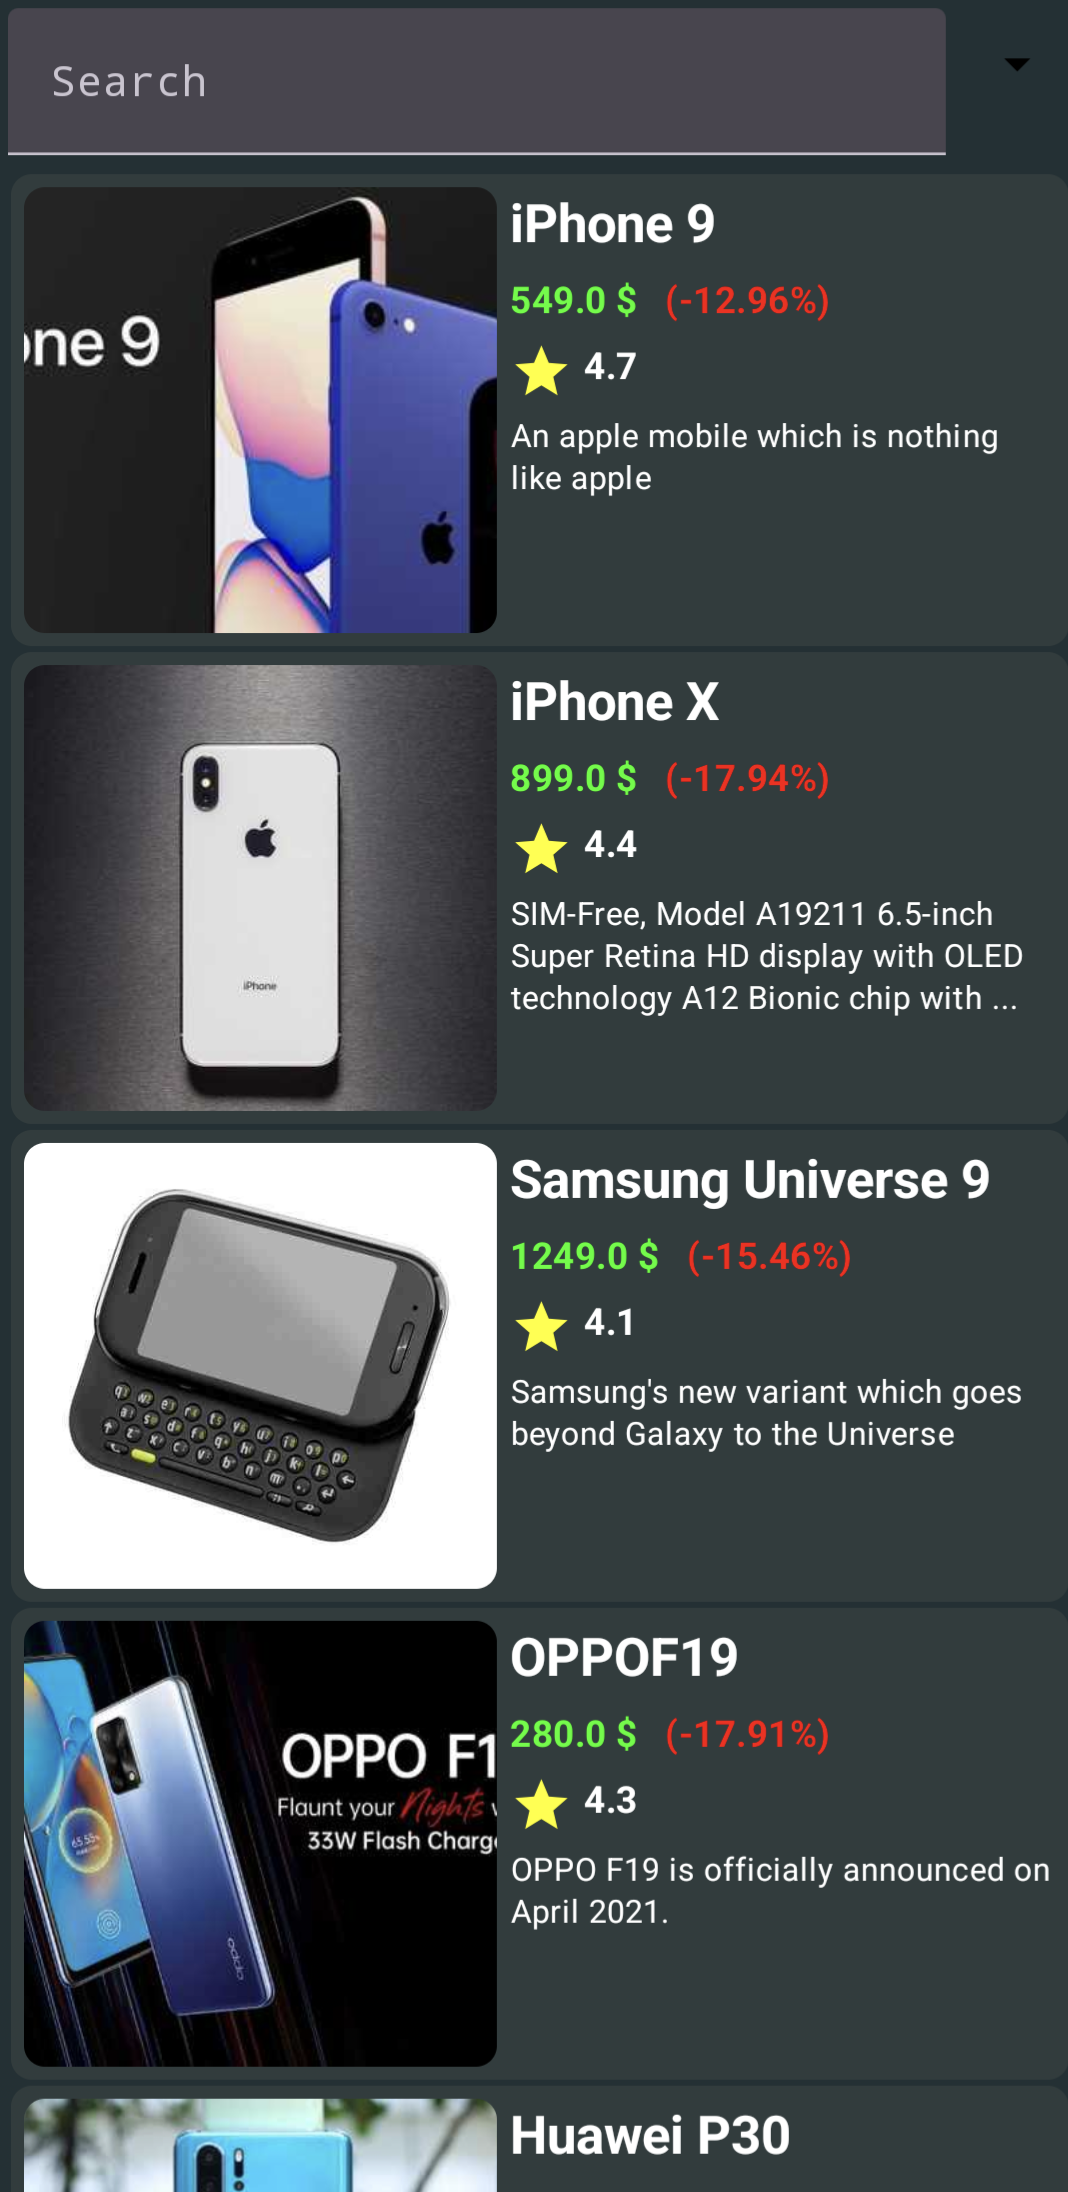 Search
one 9
iPhone 9
549.0 $ (-12.96%)
4.7
An apple mobile which is nothing
like apple
iPhone
iPhone X
899.0 $ (-17.94%)
4.4
SIM-Free, Model A19211 6.5-inch
Super Retina HD display with OLED
technology A12 Bionic chip with ...
Samsung Universe 9
1249.0 $ (-15.46%)
4.1
Samsung's new variant which goes
beyond Galaxy to the Universe
OPPO F1
Flaunt your Nights
33W Flash Charge
oppo
OPPOF19
280.0 $ (-17.91%)
4.3
OPPO F19 is officially announced on
April 2021.
Huawei P30